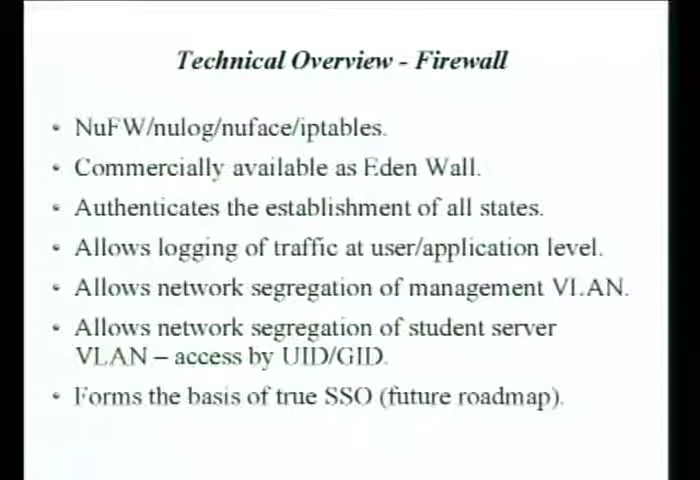 Technical Overview - Firewall
• NuFW/nulog/nuface/iptables.
• Commercially available as Eden Wall.
• Authenticates the establishment of all states.
• Allows logging of traffic at user/application level.
• Allows network segregation of management VLAN.
• Allows network segregation of student server
VLAN – access by UID/GID.
• Forms the basis of true SSO (future roadmap).